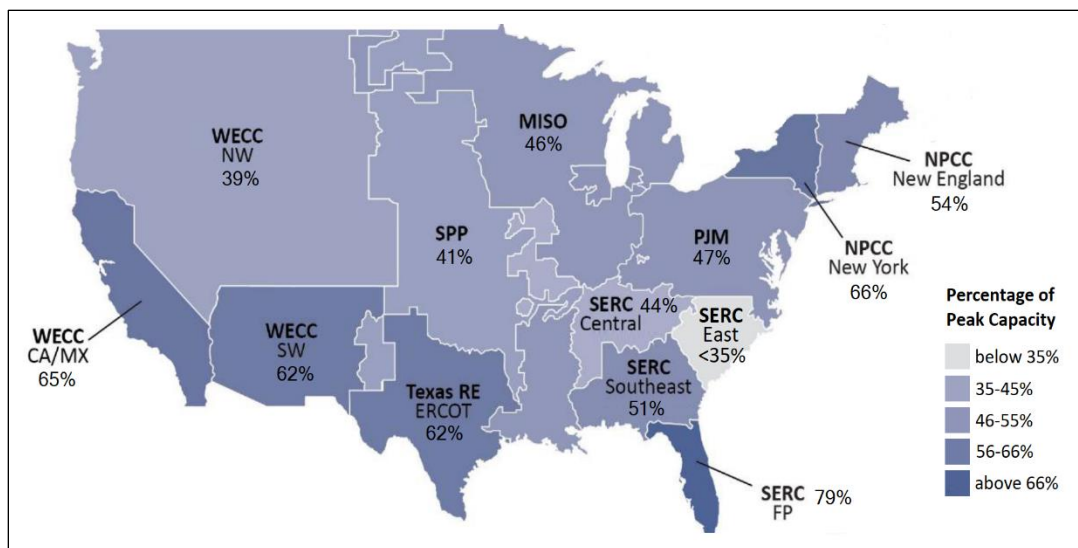 WECC
NW
39%
MISO
46%
NPCC
New England
54%
SPP
41%
PJM
47%
NPCC
New York
66%
WECC
CA/MX
65%
WECC
SW
62%
SERC 44%
Central
SERC
East
<35%
Texas RE
ERCOT
62%
SERC
Southeast
51%
SERC 79%
FP
Percentage of
Peak Capacity
below 35%
35-45%
46-55%
56-66%
above 66%